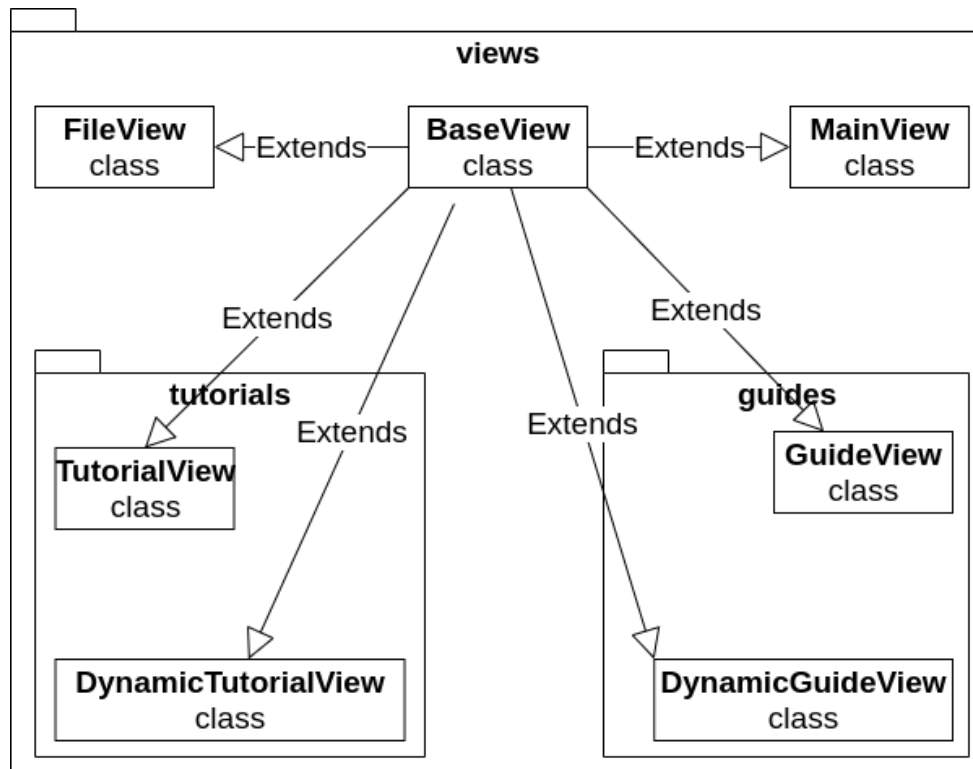 views
FileView
class
Extends
BaseView
class
Extends
MainView
class
Extends
Extends
tutorials
Extends
TutorialView
class
DynamicTutorialView
class
Extends
guides
GuideView
class
DynamicGuideView
class